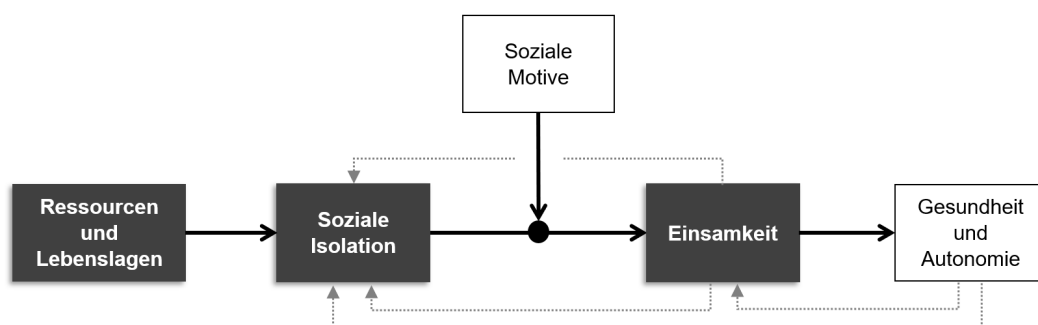 Soziale
Motive
Ressourcen
und
Lebenslagen
Soziale
Isolation
Einsamkeit
Gesundheit
und
Autonomie